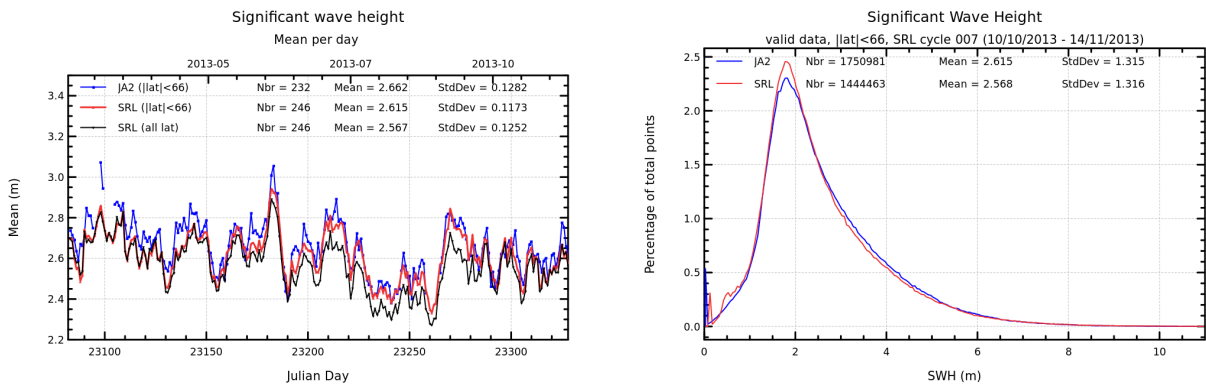 Significant wave height
Mean per day
2013-05 2013-07 2013-10
JA2 (|lat|<66) Nbr = 232 Mean = 2.662 StdDev = 0.1282
SRL (|lat|<66) Nbr = 246 Mean = 2.615 StdDev = 0.1173
SRL (all lat) Nbr = 246 Mean = 2.567 StdDev = 0.1252
3.4
3.2
3.0
2.8
2.6
2.4
2.2
Mean (m)
23100 23150 23200 23250 23300
Julian Day
Significant Wave Height
valid data, |lat|<66, SRL cycle 007 (10/10/2013 - 14/11/2013)
JA2 Nbr = 1750981 Mean = 2.615 StdDev = 1.315
SRL Nbr = 1444463 Mean = 2.568 StdDev = 1.316
2.5
2.0
1.5
1.0
0.5
0.0
Percentage of total points
0 2 4 6 8 10
SWH (m)